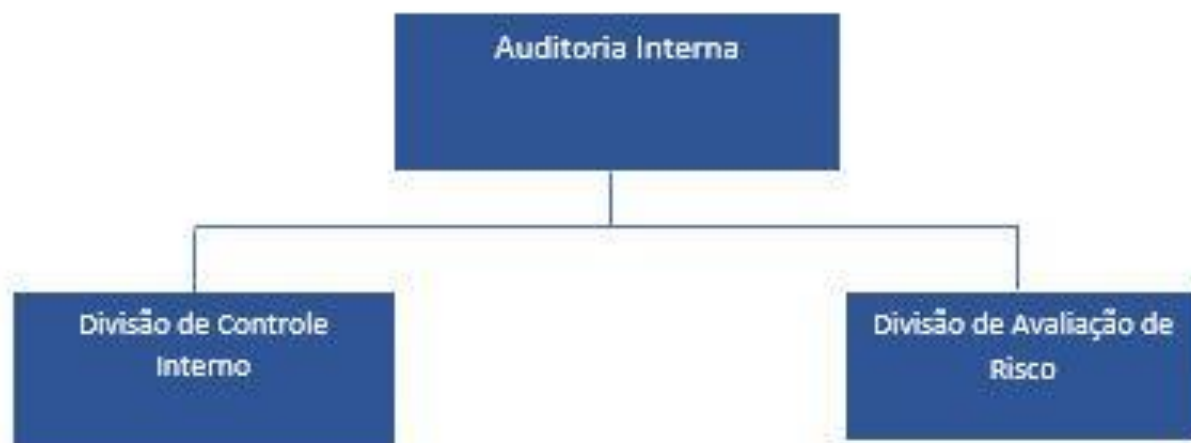 Auditoria Interna
Divisão de Controle
Interno
Divisão de Avaliação de
Risco